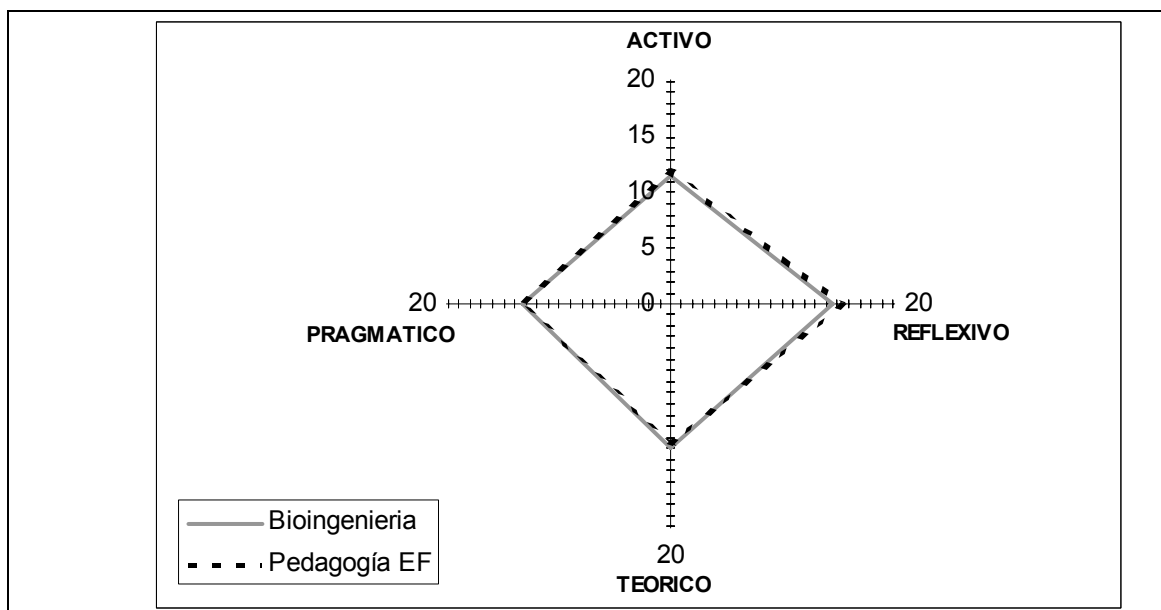 ACTIVO
20
15
10
5
20 0 20
PRAGMATICO REFLEXIVO
20
TEORICO
Bioingenieria
Pedagogía EF